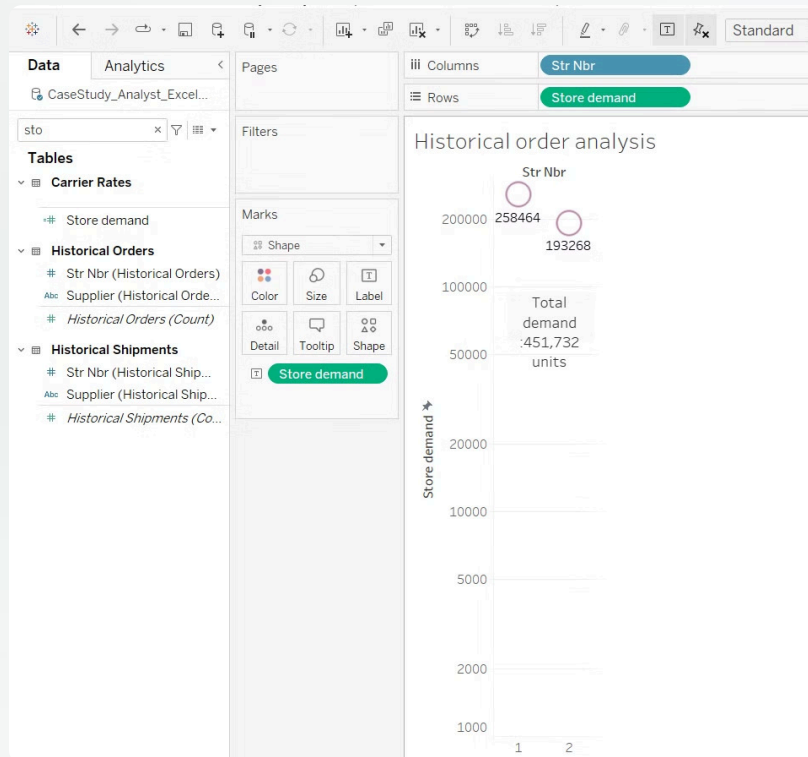 Standard
Data
Analytics
Pages
iii Columns
Str Nbr
CaseStudy_Analyst_Excel...
Rows
Store demand
sto
Filters
Tables
Carrier Rates
Store demand
Historical Orders
Str Nbr (Historical Orders)
Abc Supplier (Historical Orde...
Historical Orders (Count)
Historical Shipments
Str Nbr (Historical Ship...
Abc Supplier (Historical Ship...
Historical Shipments (Co...
Marks
Shape
Color
Size
Label
Detail
Tooltip
Shape
Store demand
Historical order analysis
Str Nbr
258464
193268
Total
demand
:451,732
units
Store demand
200000
100000
50000
20000
10000
5000
2000
1000
1
2